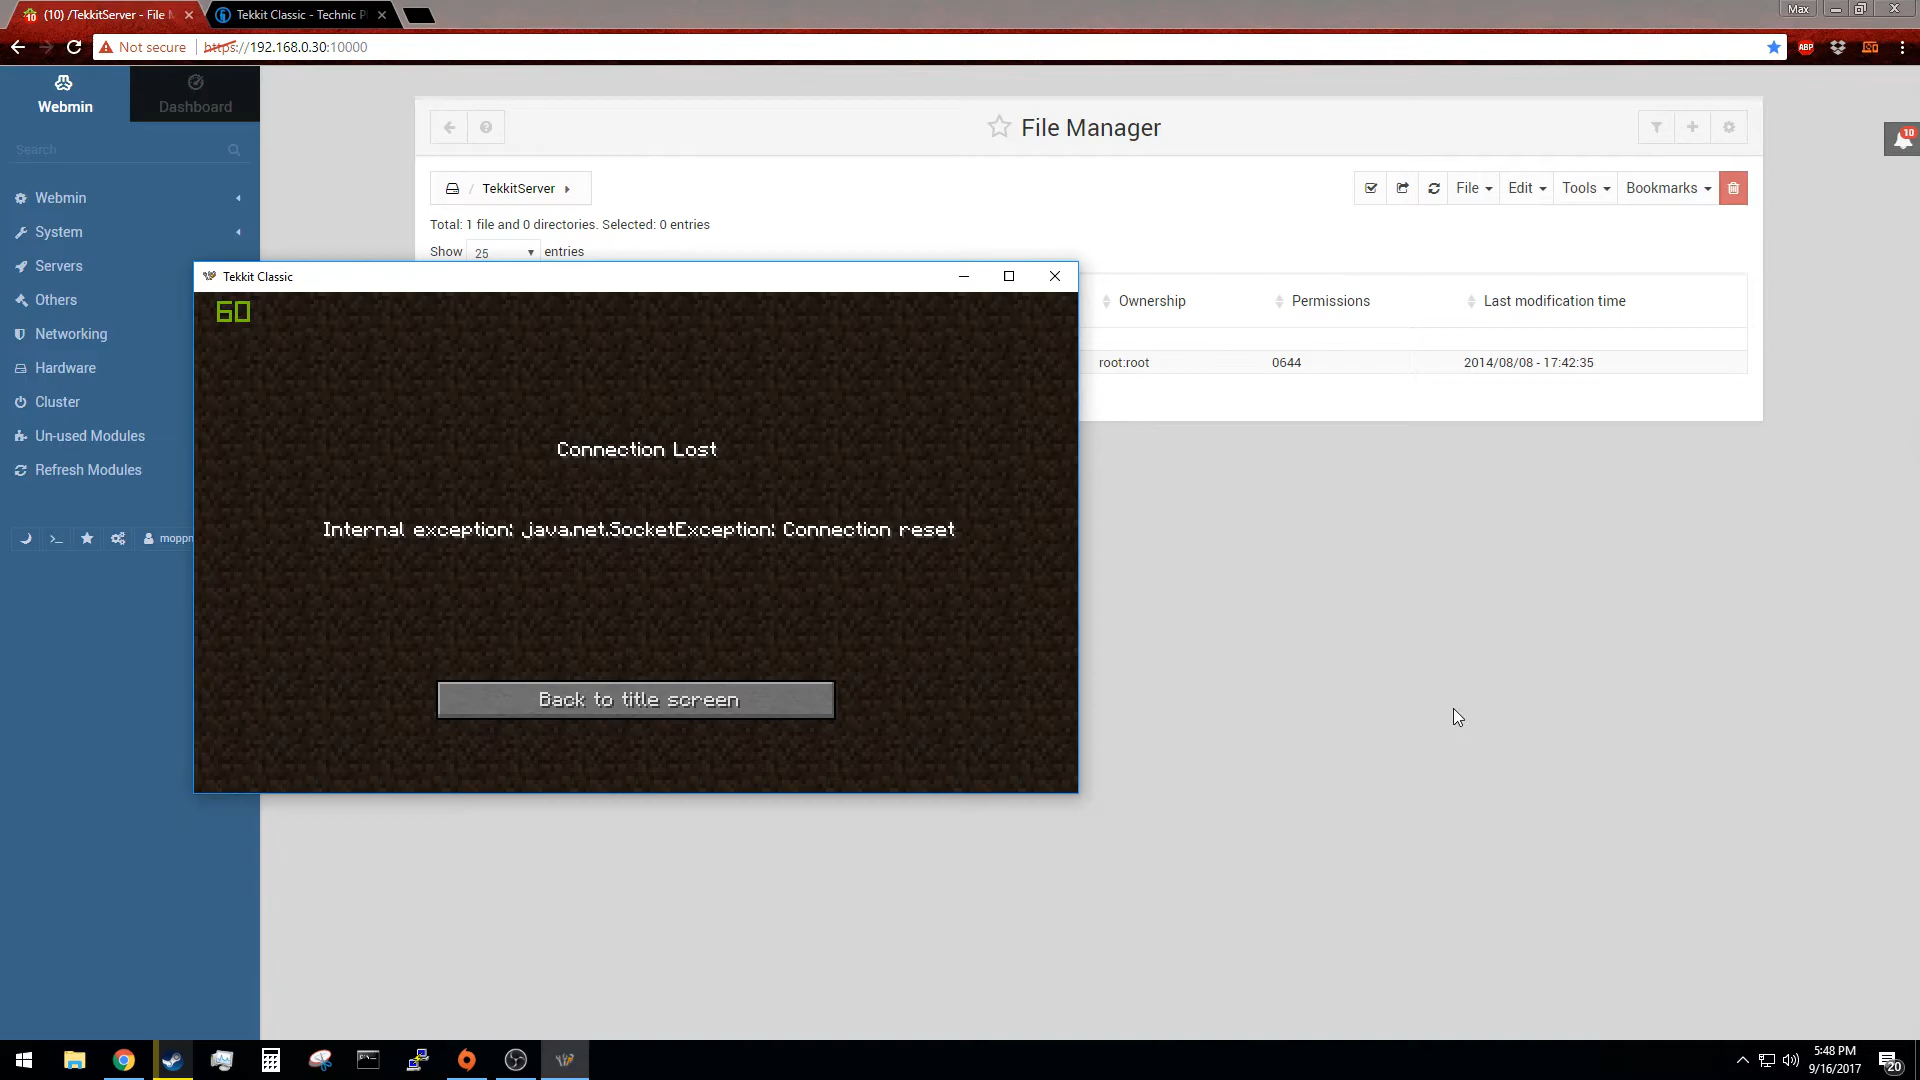 (10) /TekkitServer - File M
Tekkit Classic - Technic P
Max
Not secure
https://192.168.0.30:10000
ABP
Webmin
Dashboard
Search
Webmin
System
Servers
Others
Networking
Hardware
Cluster
Un-used Modules
Refresh Modules
moppn
File Manager
10
/ TekkitServer
File
Edit
Tools
Bookmarks
Total: 1 file and 0 directories. Selected: 0 entries
Show 25 entries
Ownership
Permissions
Last modification time
root:root
0644
2014/08/08 - 17:42:35
Tekkit Classic
60
Connection Lost
Internal exception: java.net.SocketException: Connection reset
Back to title screen
5:48 PM
9/16/2017
20